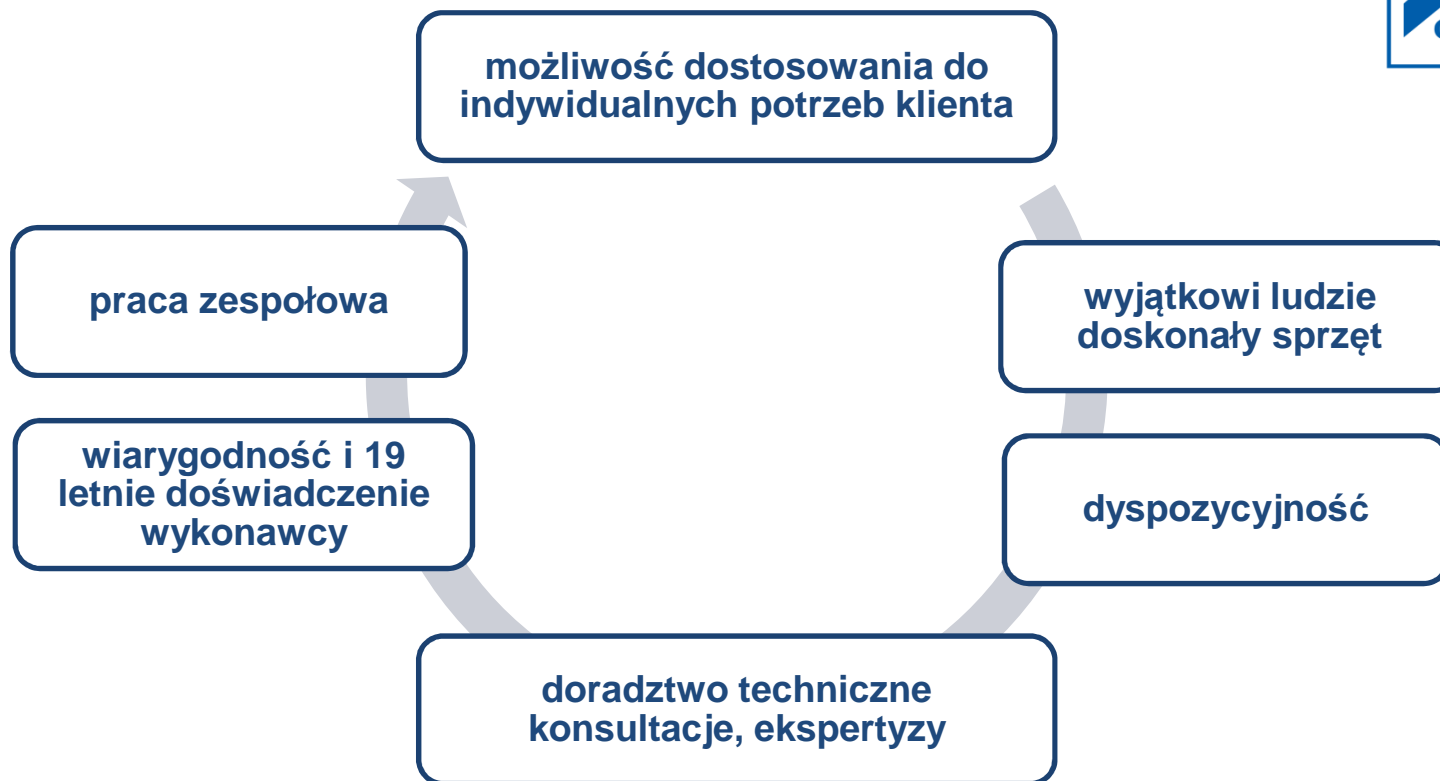 możliwość dostosowania do
indywidualnych potrzeb klienta
wyjątkowi ludzie
doskonały sprzęt
dyspozycyjność
doradztwo techniczne
konsultacje, ekspertyzy
wiarygodność i 19
letnie doświadczenie
wykonawcy
praca zespołowa